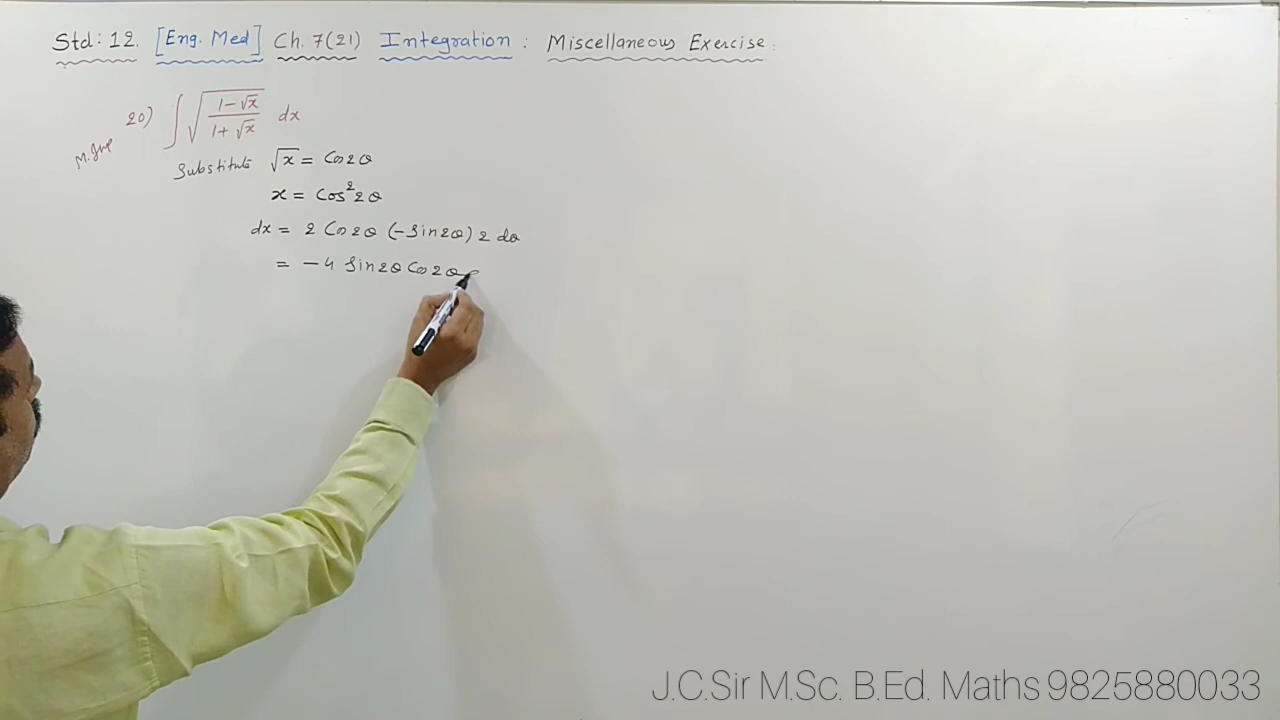 Std: 12. [Eng. Med] Ch. 7(21) Integration : Miscellaneous Exercise.
20) ∫ √((1-√x)/(1+√x)) dx
M.Imp
Substitute √x = Cos2θ
x = Cos²2θ
dx = 2 Cos2θ (-Sin2θ) 2 dθ
= -4 Sin2θ Cos2θ
J.C.Sir M.Sc. B.Ed. Maths 9825880033